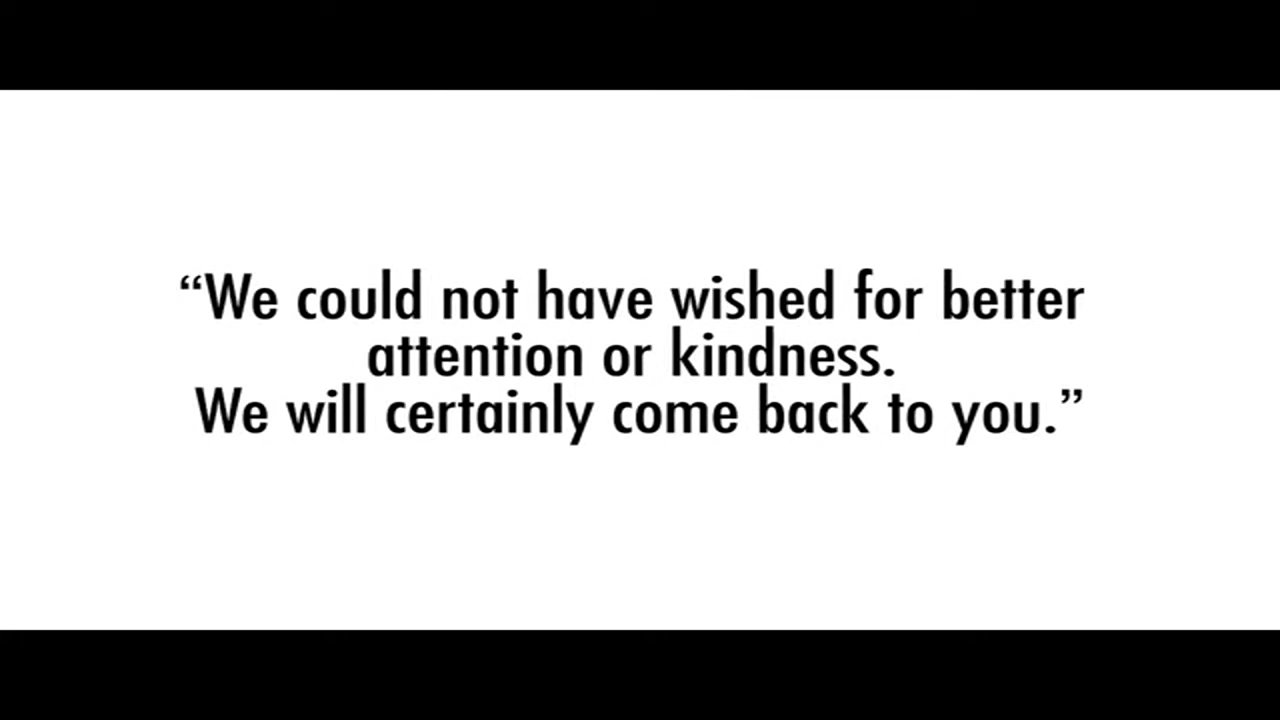 “We could not have wished for better
attention or kindness.
We will certainly come back to you.”